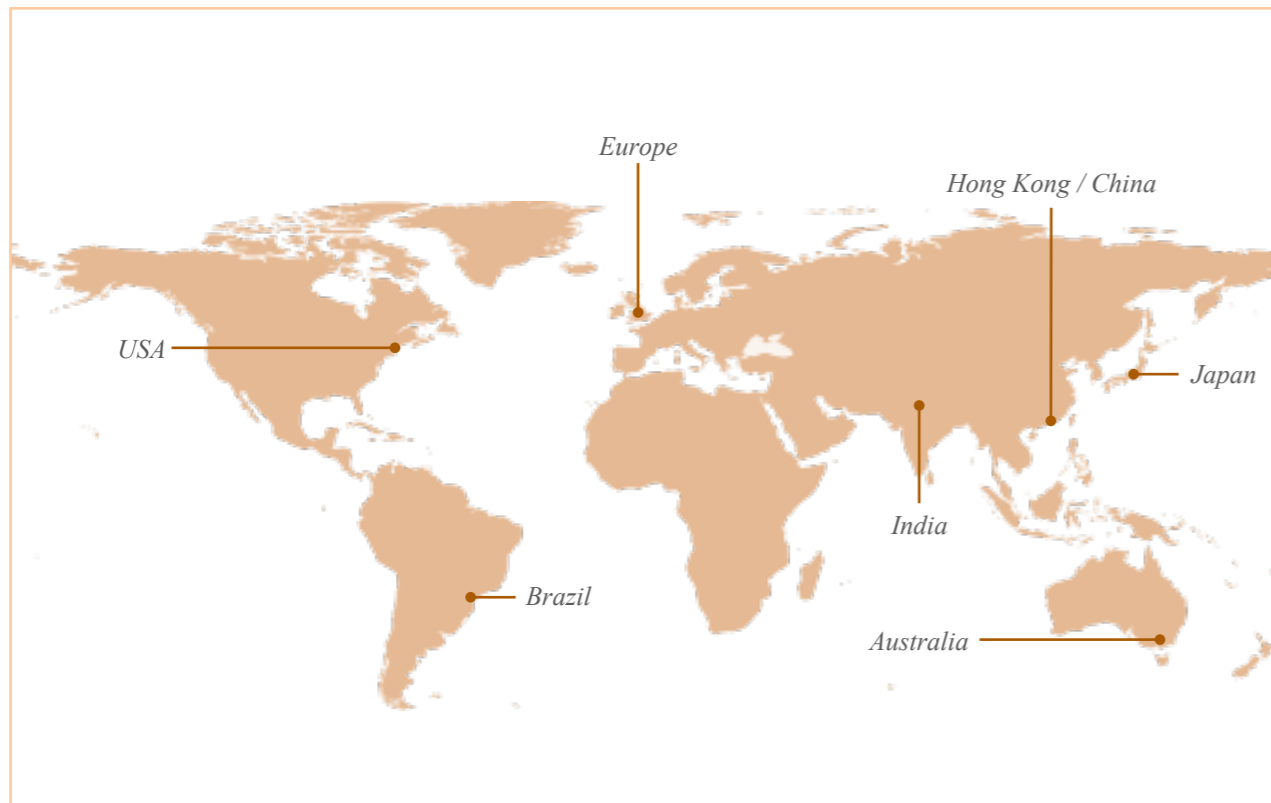 Europe
Hong Kong / China
USA
Japan
India
Brazil
Australia